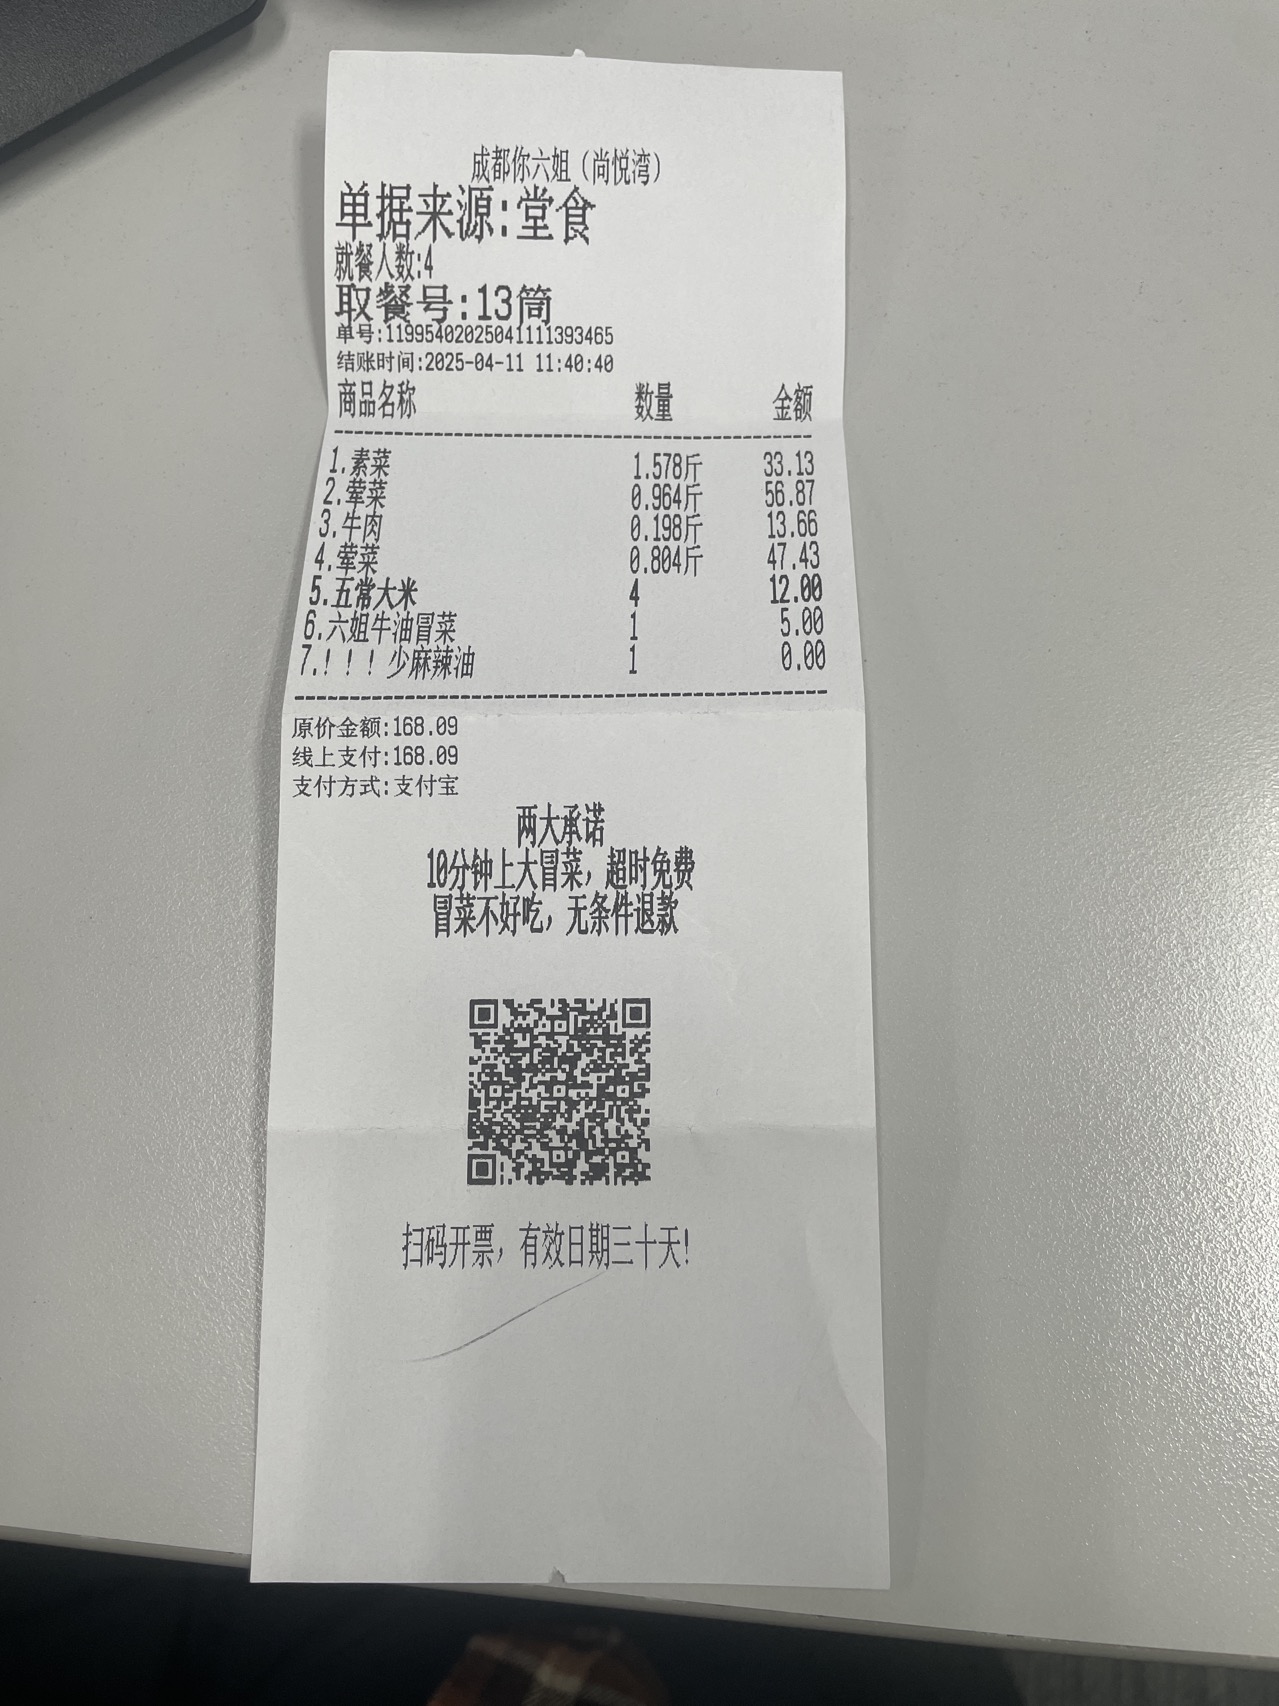 成都你六姐（尚悦湾）
单据来源:堂食
就餐人数:4
取餐号:13筒
单号:11995402025041111393465
结账时间:2025-04-11 11:40:40
商品名称 数量 金额
1.素菜 1.578斤 33.13
2.荤菜 0.964斤 56.87
3.牛肉 0.198斤 13.66
4.荤菜 0.804斤 47.43
5.五常大米 4 12.00
6.六姐牛油冒菜 1 5.00
7.！！！少麻辣油 1 0.00
原价金额:168.09
线上支付:168.09
支付方式:支付宝
两大承诺
10分钟上大冒菜，超时免费
冒菜不好吃，无条件退款
扫码开票，有效日期三十天!